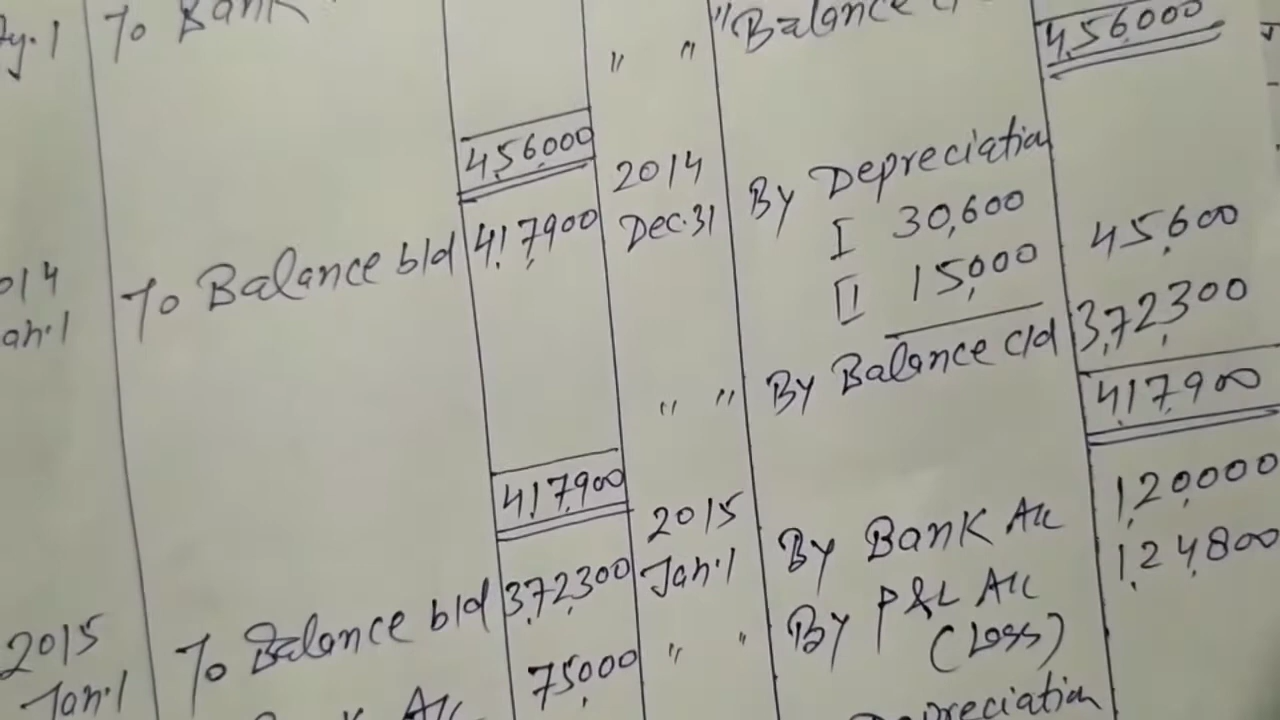 To Bank
"Balance
4,56,000
" "
4,56,000
2014
By Depreciation
I 30,600
Dec.31
To Balance b/d 4,17,900
II 15,000
45,600
Jan.1
" " By Balance c/d 3,72,300
4,17,900
4,17,900
2015
Jan.1 By Bank A/c 1,20,000
2015
Jan.1
To Balance b/d 3,72,300
" " By P&L A/c 1,24,800
(Loss)
75,000
A/c